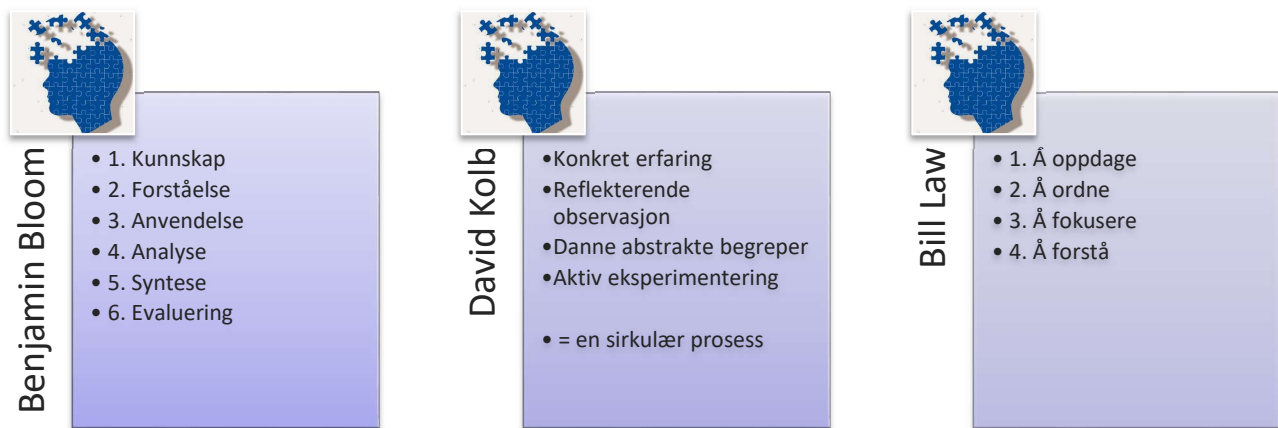 Benjamin Bloom
• 1. Kunnskap
• 2. Forståelse
• 3. Anvendelse
• 4. Analyse
• 5. Syntese
• 6. Evaluering
David Kolb
•Konkret erfaring
•Reflekterende
observasjon
•Danne abstrakte begreper
•Aktiv eksperimentering
• = en sirkulær prosess
Bill Law
• 1. Å oppdage
• 2. Å ordne
• 3. Å fokusere
• 4. Å forstå